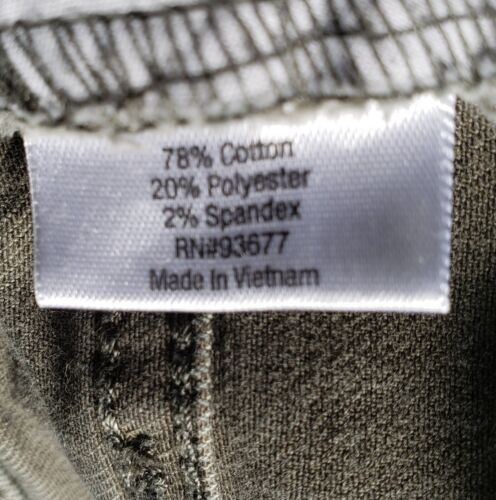 78% Cotton
20% Polyester
2% Spandex
RN#93677
Made In Vietnam